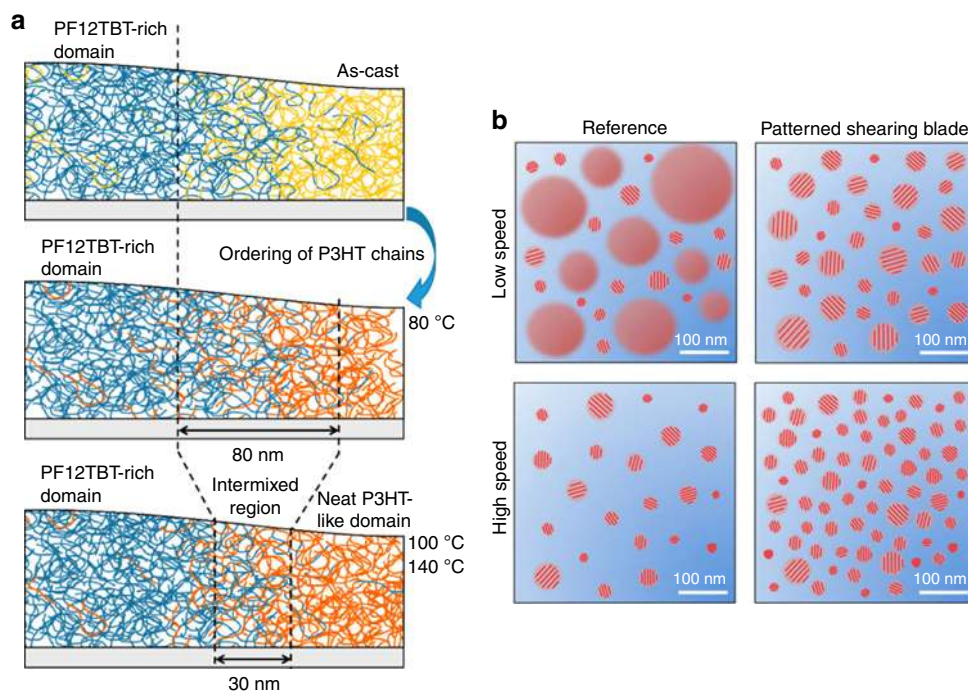 a
PF12TBT-rich
domain
As-cast
PF12TBT-rich
domain
Ordering of P3HT chains
80 °C
80 nm
PF12TBT-rich
domain
Intermixed
region
Neat P3HT-
like domain
100 °C
140 °C
30 nm
b
Reference
Patterned shearing blade
Low speed
100 nm
100 nm
High speed
100 nm
100 nm